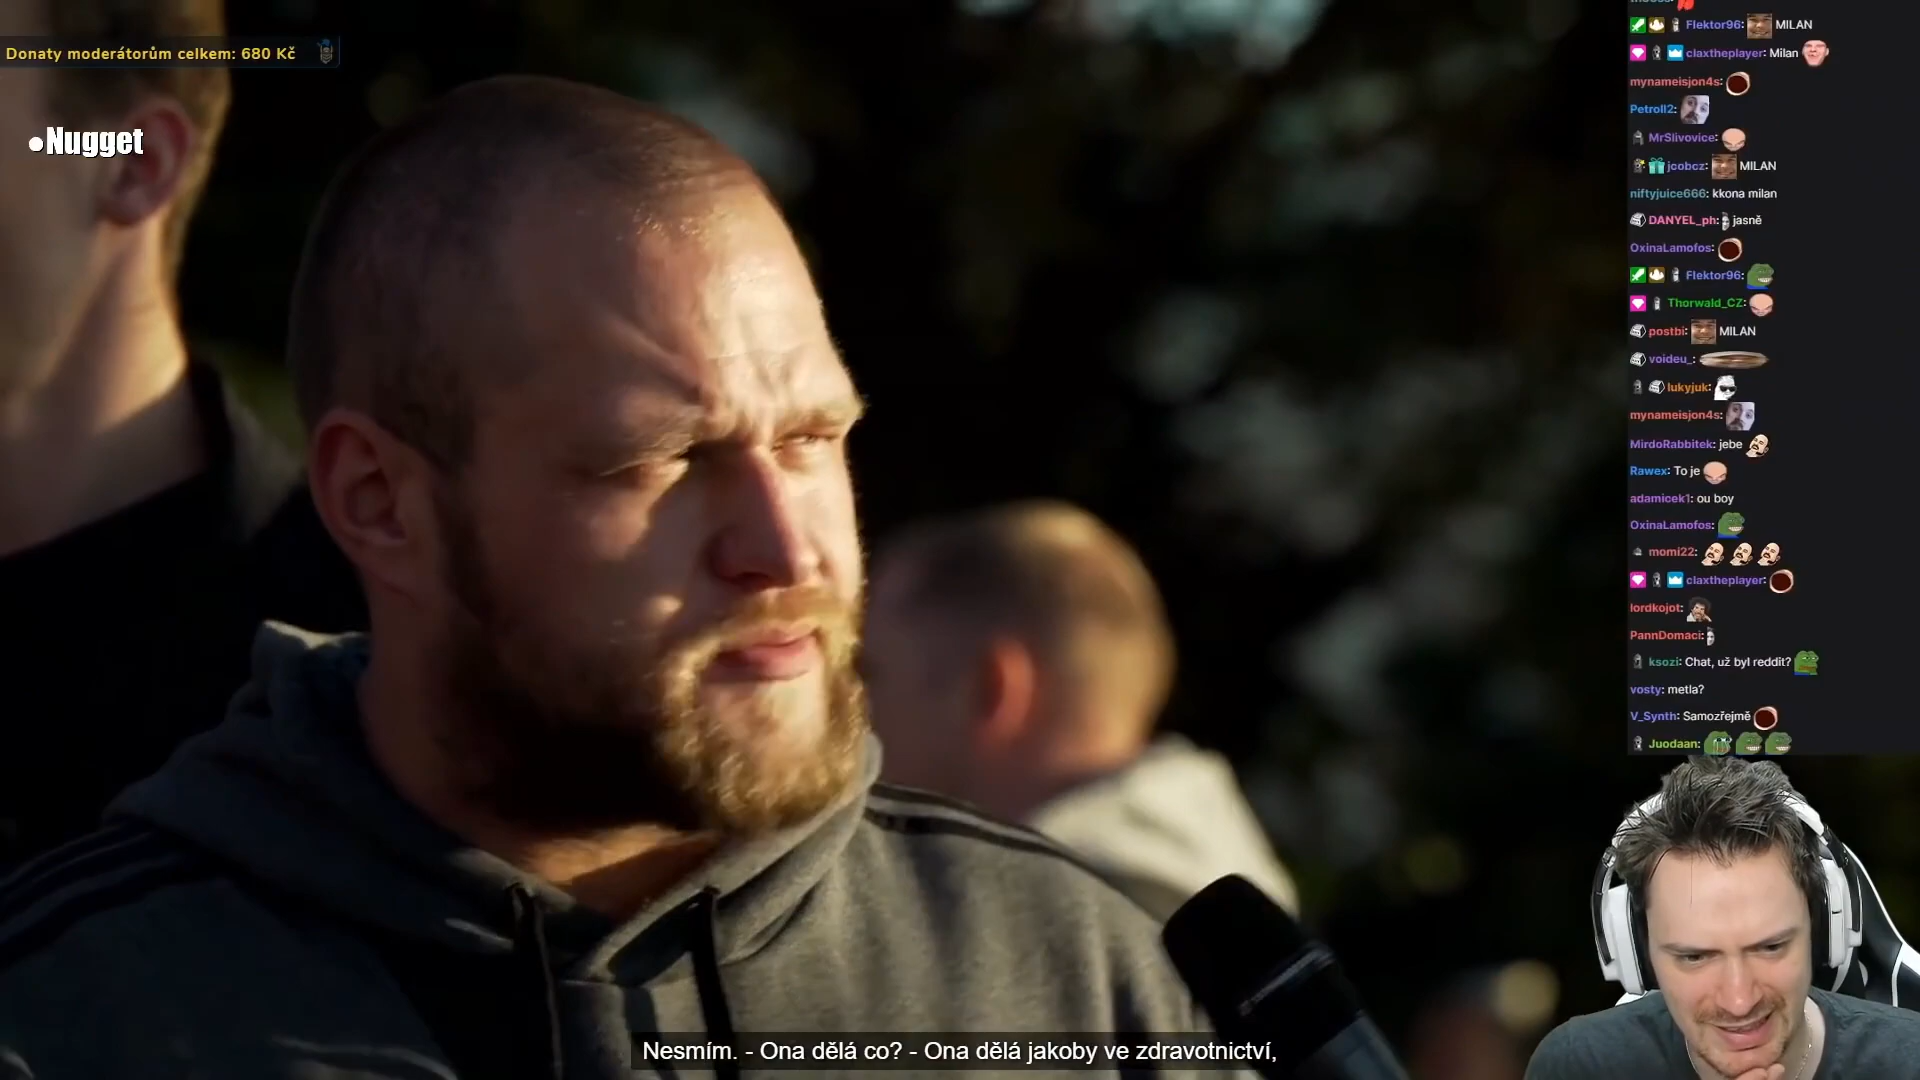 Donaty moderátorům celkem: 680 Kč
•Nugget
Flektor96: MILAN
claxtheplayer: Milan
mynameisjon4s:
Petroll2:
MrSlivovice:
jcobcz: MILAN
niftyjuice666: kkona milan
DANYEL_ph: jasně
OxinaLamofos:
Flektor96:
Thorwald_CZ:
postbi: MILAN
voideu_:
lukyjuk:
mynameisjon4s:
MirdoRabbitek: jebe
Rawex: To je
adamicek1: ou boy
OxinaLamofos:
momi22:
claxtheplayer:
lordkojot:
PannDomaci:
ksozi: Chat, už byl reddit?
vosty: metla?
V_Synth: Samozřejmě
Juodaan:
Nesmím. - Ona dělá co? - Ona dělá jakoby ve zdravotnictví,